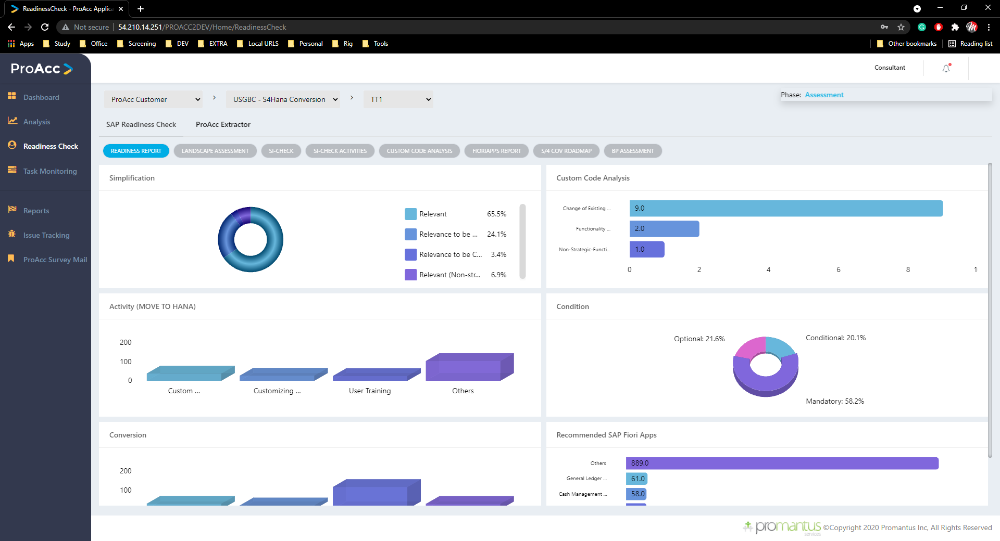 ReadinessCheck - ProAcc Applica
Not secure
54.210.14.251/PROACC2DEV/Home/ReadinessCheck
Apps
Study
Office
Screening
DEV
EXTRA
Local URLS
Personal
Rig
Tools
Other bookmarks
Reading list
ProAcc
Consultant
Dashboard
Analysis
Readiness Check
Task Monitoring
Reports
Issue Tracking
ProAcc Survey Mail
ProAcc Customer
USGBC - S4Hana Conversion
TT1
Phase: Assessment
SAP Readiness Check
ProAcc Extractor
READINESS REPORT
LANDSCAPE ASSESSMENT
SI-CHECK
SI-CHECK ACTIVITIES
CUSTOM CODE ANALYSIS
FIORIAPPS REPORT
S/4 COV ROADMAP
BP ASSESSMENT
Simplification
Relevant 65.5%
Relevance to be ... 24.1%
Relevance to be C... 3.4%
Relevant (Non-str... 6.9%
Custom Code Analysis
Change of Existing ... 9.0
Functionality ... 2.0
Non-Strategic-Functi... 1.0
0 2 4 6 8
Activity (MOVE TO HANA)
200
100
0
Custom ...
Customizing ...
User Training
Others
Condition
Optional: 21.6%
Conditional: 20.1%
Mandatory: 58.2%
Conversion
200
100
Recommended SAP Fiori Apps
Others 889.0
General Ledger ... 61.0
Cash Management ... 58.0
promantus
services
©Copyright 2020 Promantus Inc, All Rights Reserved